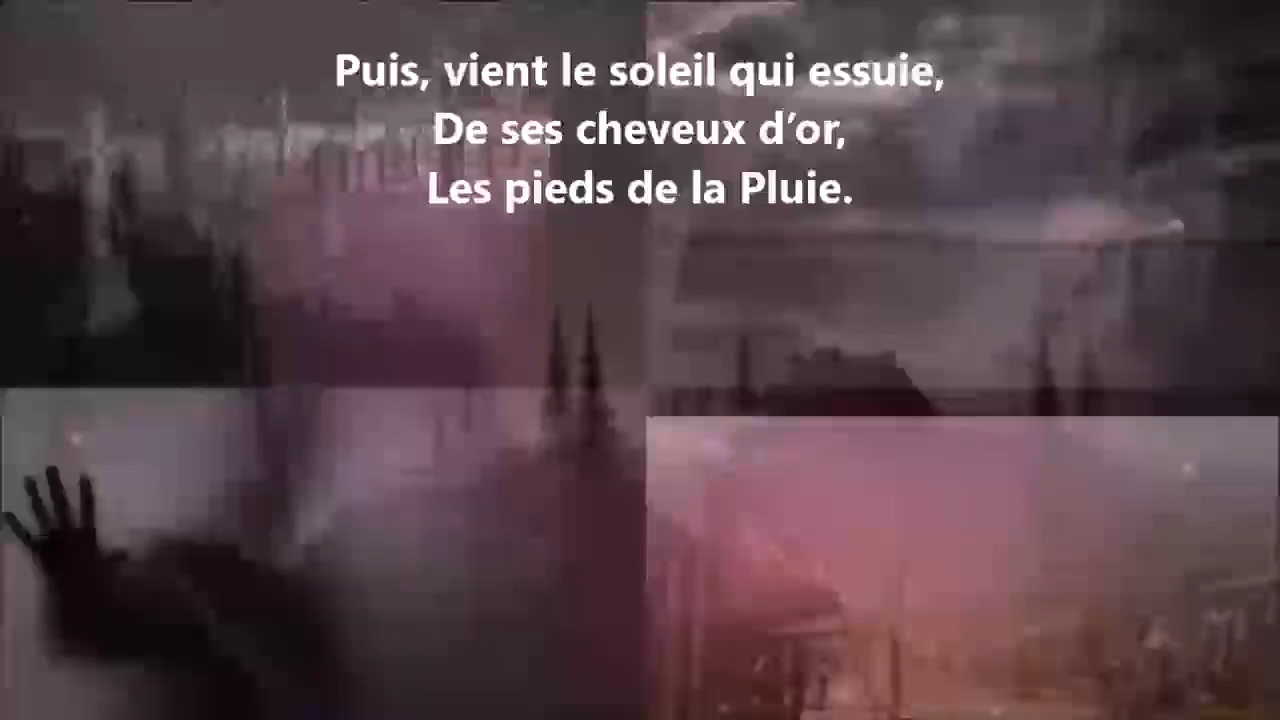 Puis, vient le soleil qui essuie,
De ses cheveux d’or,
Les pieds de la Pluie.